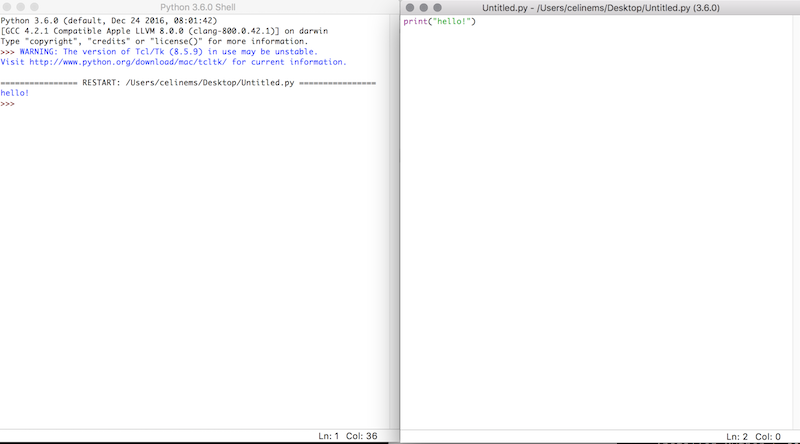 Python 3.6.0 Shell
Python 3.6.0 (default, Dec 24 2016, 08:01:42)
[GCC 4.2.1 Compatible Apple LLVM 8.0.0 (clang-800.0.42.1)] on darwin
Type "copyright", "credits" or "license()" for more information.
>>> WARNING: The version of Tcl/Tk (8.5.9) in use may be unstable.
Visit http://www.python.org/download/mac/tcltk/ for current information.
================ RESTART: /Users/celinems/Desktop/Untitled.py ================
hello!
>>>
Ln: 1 Col: 36
Untitled.py - /Users/celinems/Desktop/Untitled.py (3.6.0)
print("hello!")
Ln: 2 Col: 0